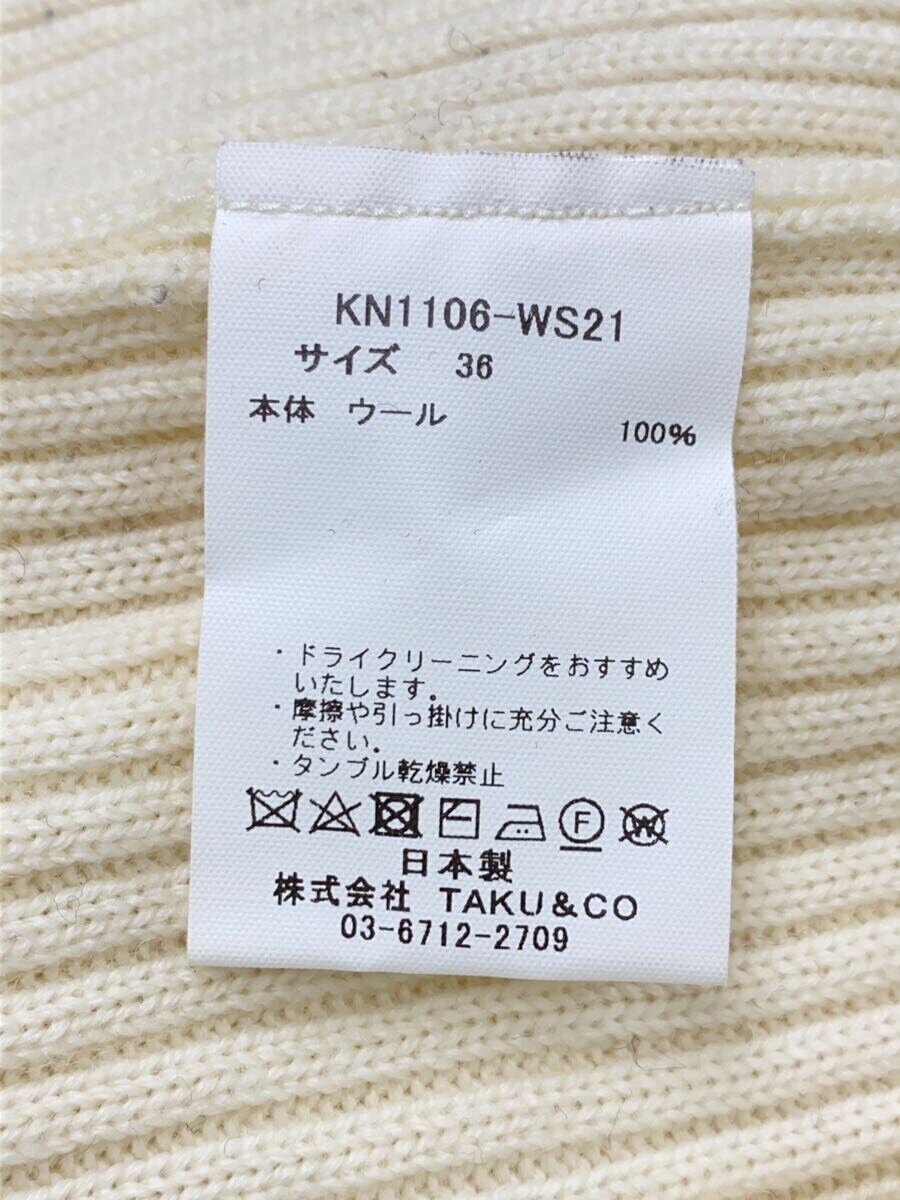 KN1106-WS21
サイズ 36
本体 ウール 100%
・ドライクリーニングをおすすめ
いたします.
・摩擦や引っ掛けに充分ご注意く
ださい.
・タンブル乾燥禁止
F W
日本製
株式会社 TAKU&CO
03-6712-2709